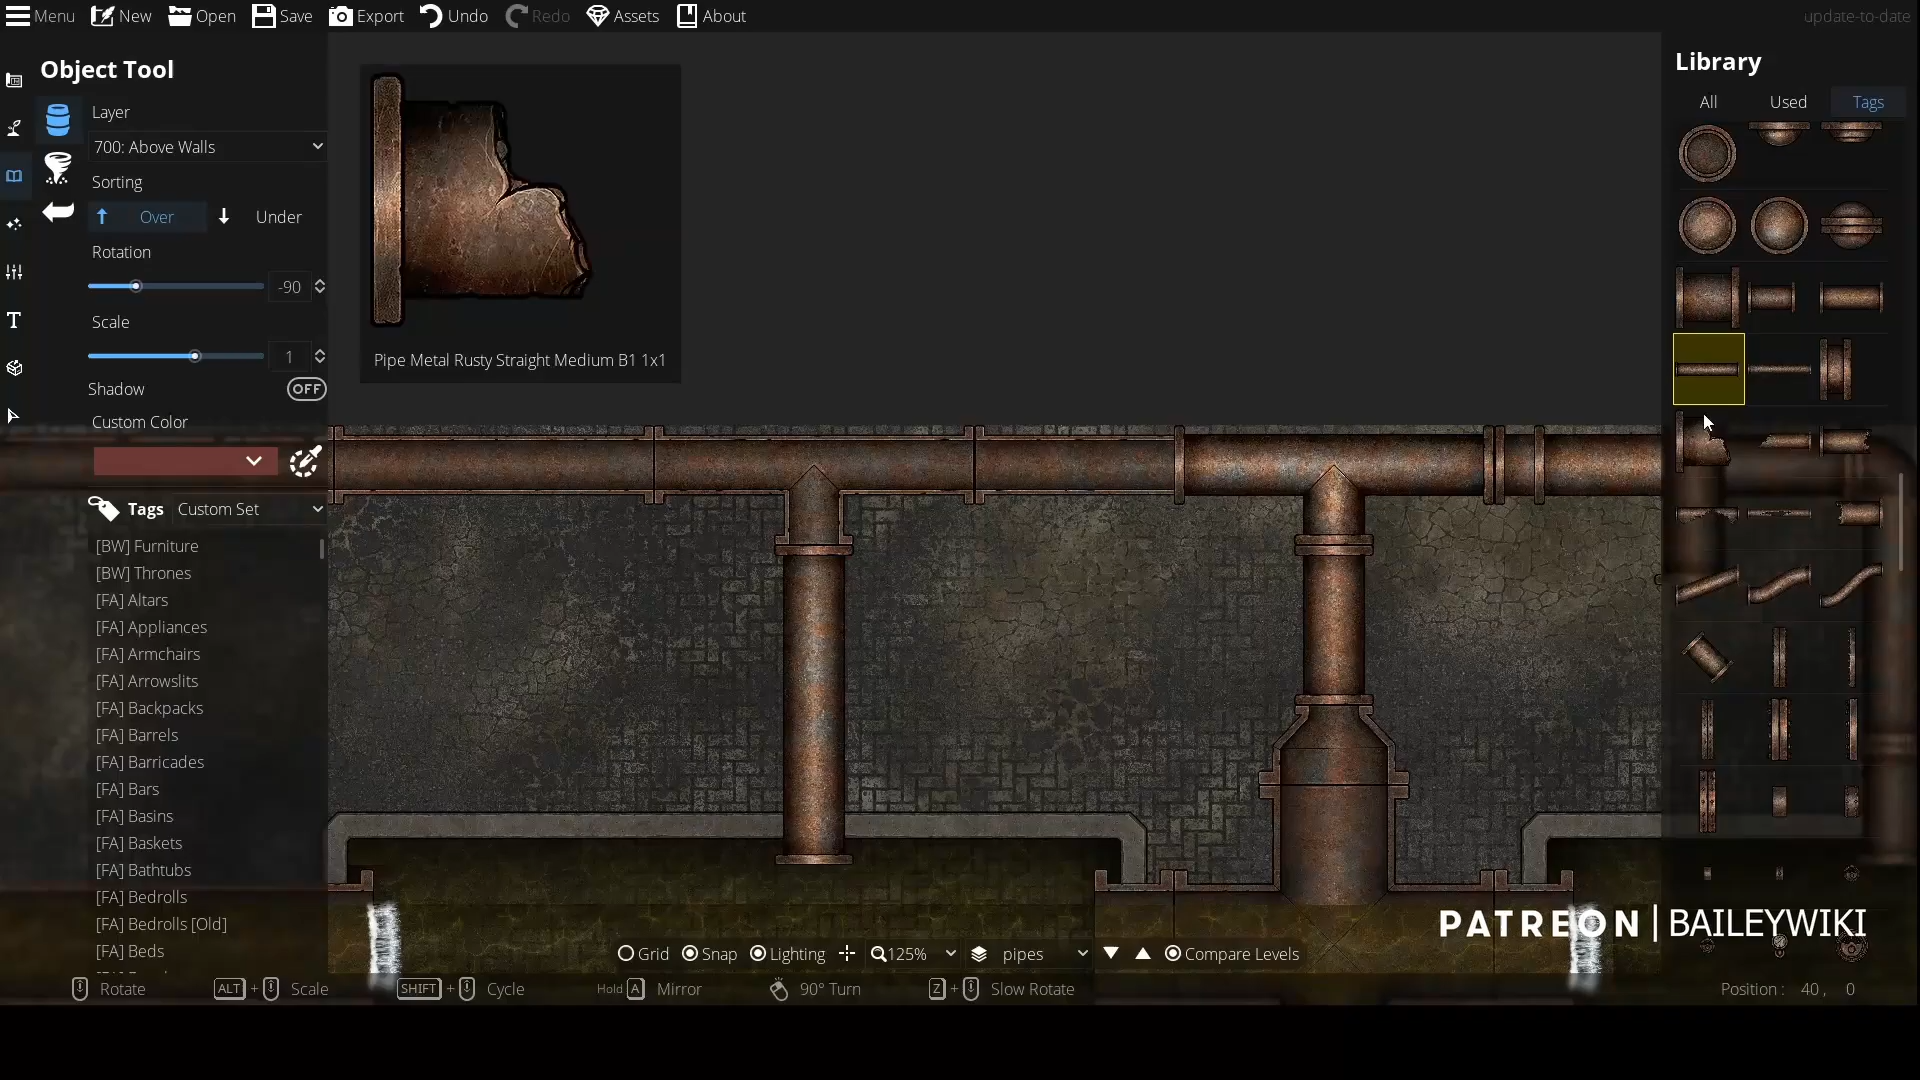 Menu New Open Save Export Undo Redo Assets About update-to-date
Object Tool
Layer
700: Above Walls
Sorting
Over Under
Rotation
-90
Scale
1
Shadow OFF
Custom Color
Tags Custom Set
[BW] Furniture
[BW] Thrones
[FA] Altars
[FA] Appliances
[FA] Armchairs
[FA] Arrowslits
[FA] Backpacks
[FA] Barrels
[FA] Barricades
[FA] Bars
[FA] Basins
[FA] Baskets
[FA] Bathtubs
[FA] Bedrolls
[FA] Bedrolls [Old]
[FA] Beds
Pipe Metal Rusty Straight Medium B1 1x1
Library
All Used Tags
PATREON | BAILEYWIKI
Grid Snap Lighting 125% pipes Compare Levels
Rotate ALT + Scale SHIFT + Cycle Hold A Mirror 90° Turn Z + Slow Rotate Position : 40 , 0